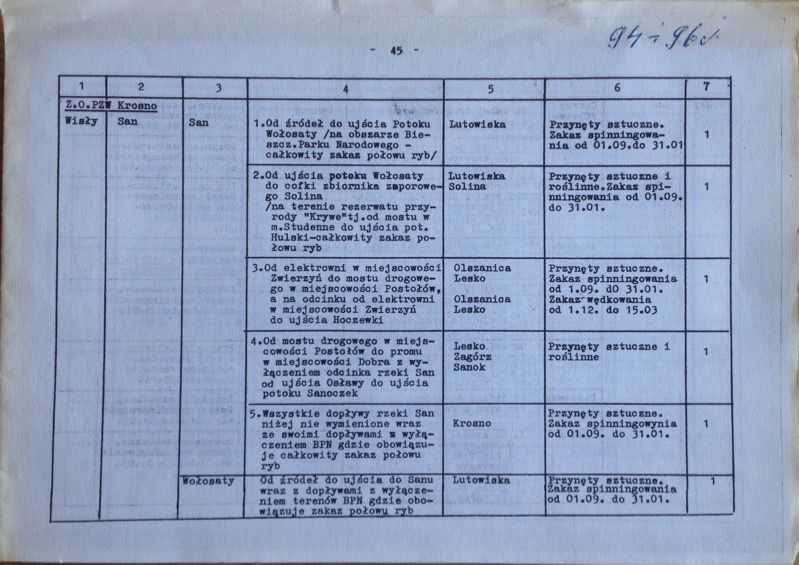 94 ÷ 96r
- 45 -
1 2 3 4 5 6 7
Z.O.PZW Krosno
Wisły San San
1.Od źródeł do ujścia Potoku
Wołosaty /na obszarze Bie-
szcz.Parku Narodowego -
całkowity zakaz połowu ryb/
Lutowiska
Przynęty sztuczne.
Zakaz spinningowa-
nia od 01.09.do 31.01
1
2.Od ujścia potoku Wołosaty
do cofki zbiornika zaporowe-
go Solina
/na terenie rezerwatu przy-
rody "Krywe"tj.od mostu w
m.Studenne do ujścia pot.
Hulski-całkowity zakaz po-
łowu ryb
Lutowiska
Solina
Przynęty sztuczne i
roślinne.Zakaz spi-
nningowania od 01.09.
do 31.01.
1
3.Od elektrowni w miejscowości
Zwierzyń do mostu drogowe-
go w miejscowości Postołów,
a na odcinku od elektrowni
w miejscowości Zwierzyń
do ujścia Hoczewki
Olszanica
Lesko
Olszanica
Lesko
Przynęty sztuczne.
Zakaz spinningowania
od 1.09. dO 31.01.
Zakaz wędkowania
od 1.12. do 15.03
1
4.Od mostu drogowego w miejs-
cowości Postołów do promu
w miejscowości Dobra z wy-
łączeniem odcinka rzeki San
od ujścia Osławy do ujścia
potoku Sanoczek
Lesko
Zagórz
Sanok
Przynęty sztuczne i
roślinne
1
5.Wszystkie dopływy rzeki San
niżej nie wymienione wraz
ze swoimi dopływami z wyłą-
czeniem BPN gdzie obowiązu-
je całkowity zakaz połowu
ryb
Krosno
Przynęty sztuczne.
Zakaz spinningowynia
od 01.09. do 31.01.
1
Wołosaty
Od źródeł do ujścia do Sanu
wraz z dopływami z wyłącze-
niem terenów BPN gdzie obo-
wiązuje zakaz połowu ryb
Lutowiska
Przynęty sztuczne.
Zakaz spinningowania
od 01.09. do 31.01.
1